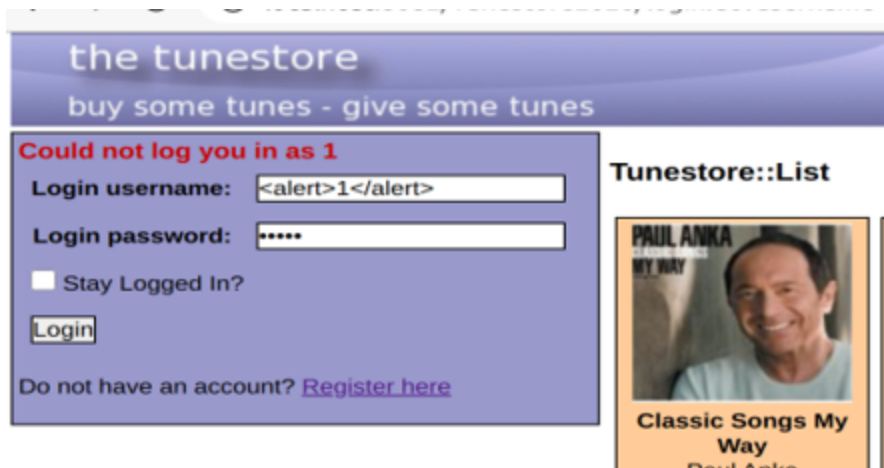 the tunestore
buy some tunes - give some tunes
Could not log you in as 1
Login username: <alert>1</alert>
Login password: •••••
Stay Logged In?
Login
Do not have an account? Register here
Tunestore::List
PAUL ANKA
MY WAY
Classic Songs My
Way
Paul Anka